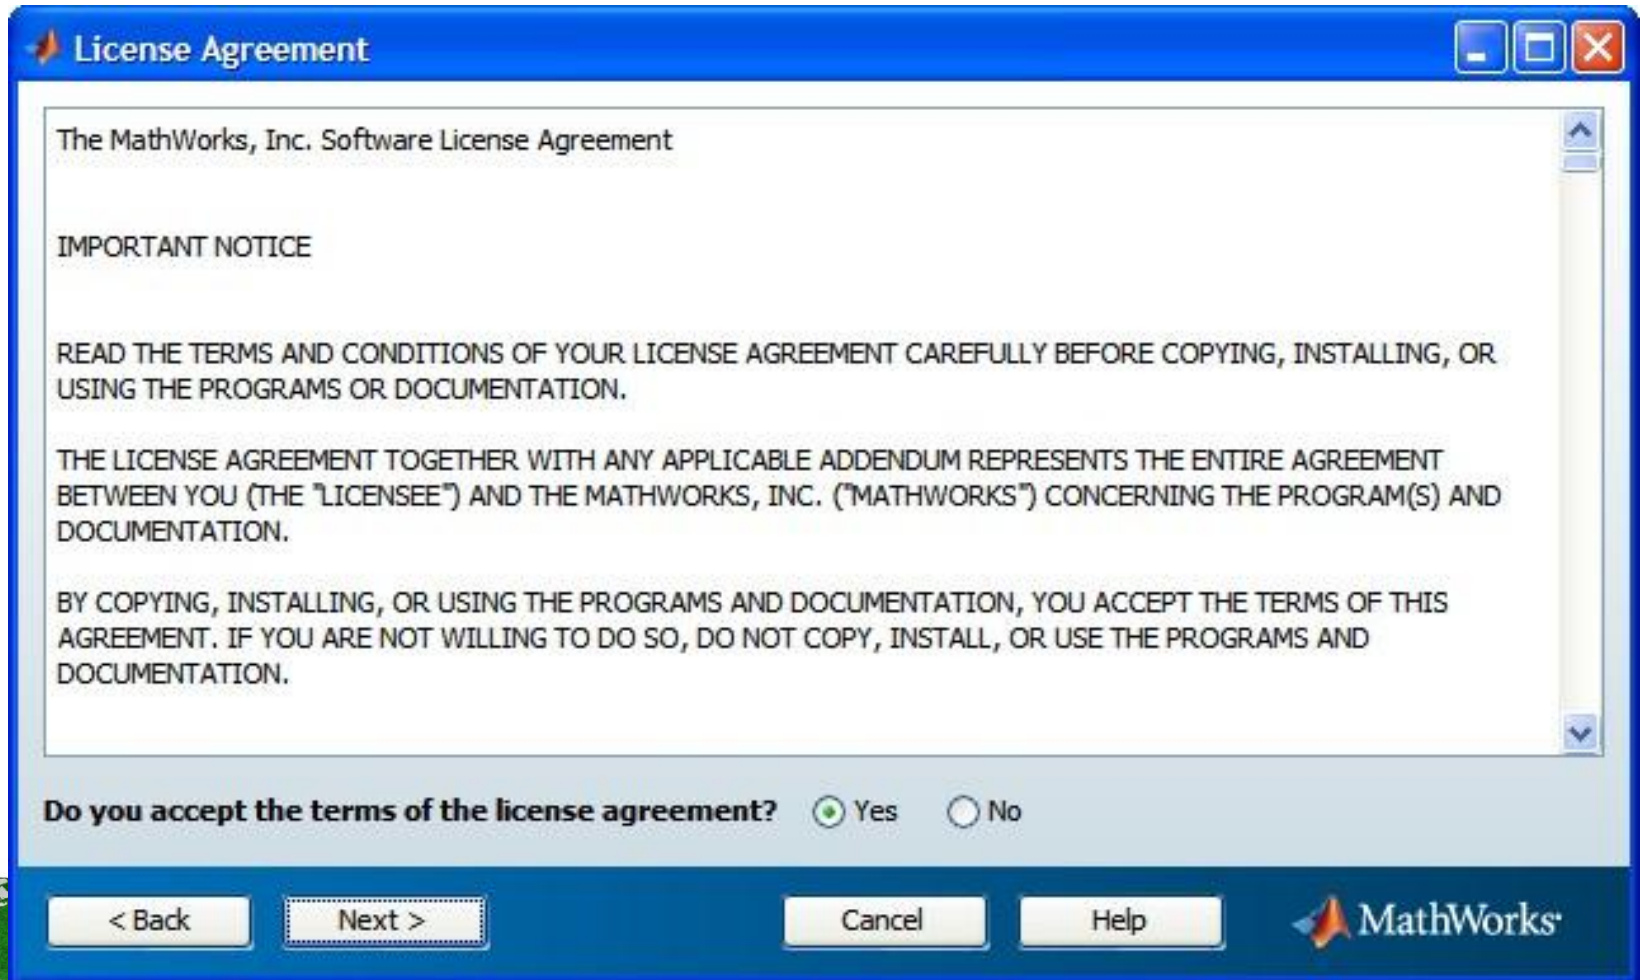 License Agreement
The MathWorks, Inc. Software License Agreement
IMPORTANT NOTICE
READ THE TERMS AND CONDITIONS OF YOUR LICENSE AGREEMENT CAREFULLY BEFORE COPYING, INSTALLING, OR
USING THE PROGRAMS OR DOCUMENTATION.
THE LICENSE AGREEMENT TOGETHER WITH ANY APPLICABLE ADDENDUM REPRESENTS THE ENTIRE AGREEMENT
BETWEEN YOU (THE "LICENSEE") AND THE MATHWORKS, INC. ("MATHWORKS") CONCERNING THE PROGRAM(S) AND
DOCUMENTATION.
BY COPYING, INSTALLING, OR USING THE PROGRAMS AND DOCUMENTATION, YOU ACCEPT THE TERMS OF THIS
AGREEMENT. IF YOU ARE NOT WILLING TO DO SO, DO NOT COPY, INSTALL, OR USE THE PROGRAMS AND
DOCUMENTATION.
Do you accept the terms of the license agreement? Yes No
< Back Next > Cancel Help MathWorks